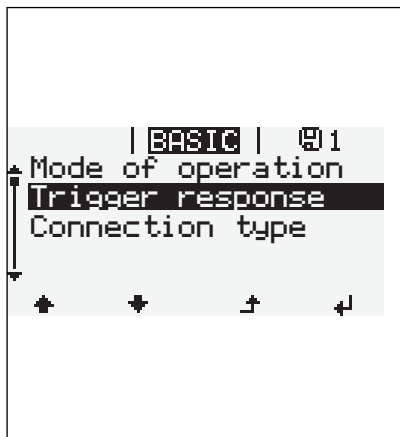 BASIC 1
Mode of operation
Trigger response
Connection type